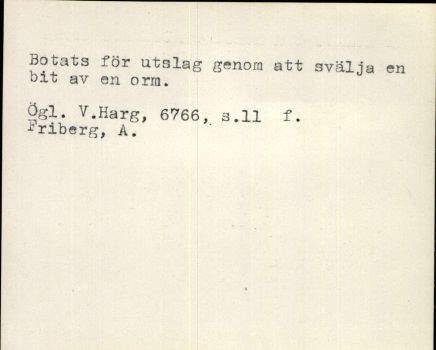 Botats för utslag genom att svälja en
bit av en orm.
Ögl. V.Harg, 6766, s.11 f.
Friberg, A.